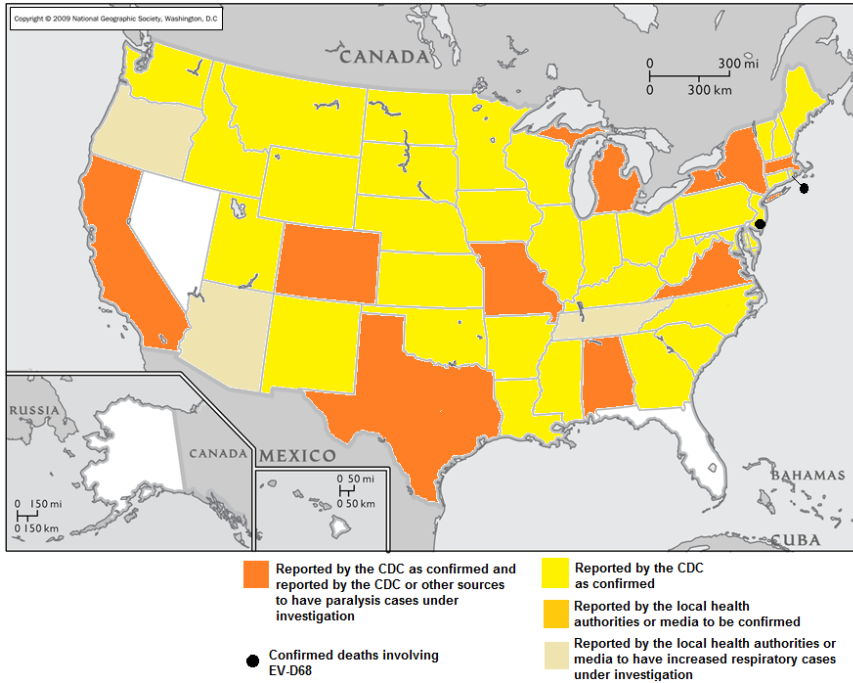 Copyright © 2009 National Geographic Society, Washington, D.C
CANADA
0 300 mi
0 300 km
RUSSIA
CANADA
MEXICO
0 150 mi
0 150 km
0 50 mi
0 50 km
BAHAMAS
CUBA
Reported by the CDC as confirmed and
reported by the CDC or other sources
to have paralysis cases under
investigation
Confirmed deaths involving
EV-D68
Reported by the CDC
as confirmed
Reported by the local health
authorities or media to be confirmed
Reported by the local health authorities or
media to have increased respiratory cases
under investigation